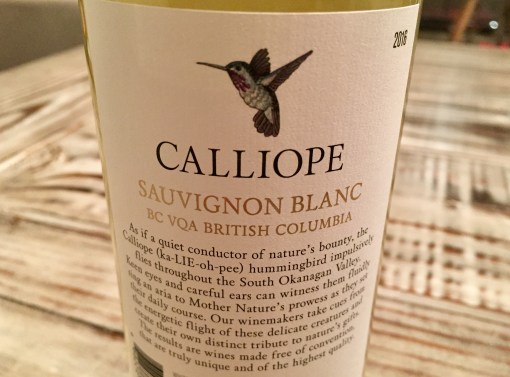 2016
CALLIOPE
SAUVIGNON BLANC
BC VQA BRITISH COLUMBIA
As if a quiet conductor of nature's bounty, the
Calliope (ka-LIE-oh-pee) hummingbird impulsively
flies throughout the South Okanagan Valley.
Keen eyes and careful ears can witness them fluidly
sing an aria to Mother Nature's prowess as they set
their daily course. Our winemakers take cues from
the energetic flight of these delicate creatures and
compose their own distinct tribute to nature's gifts.
The results are wines made free of convention,
that are truly unique and of the highest quality.